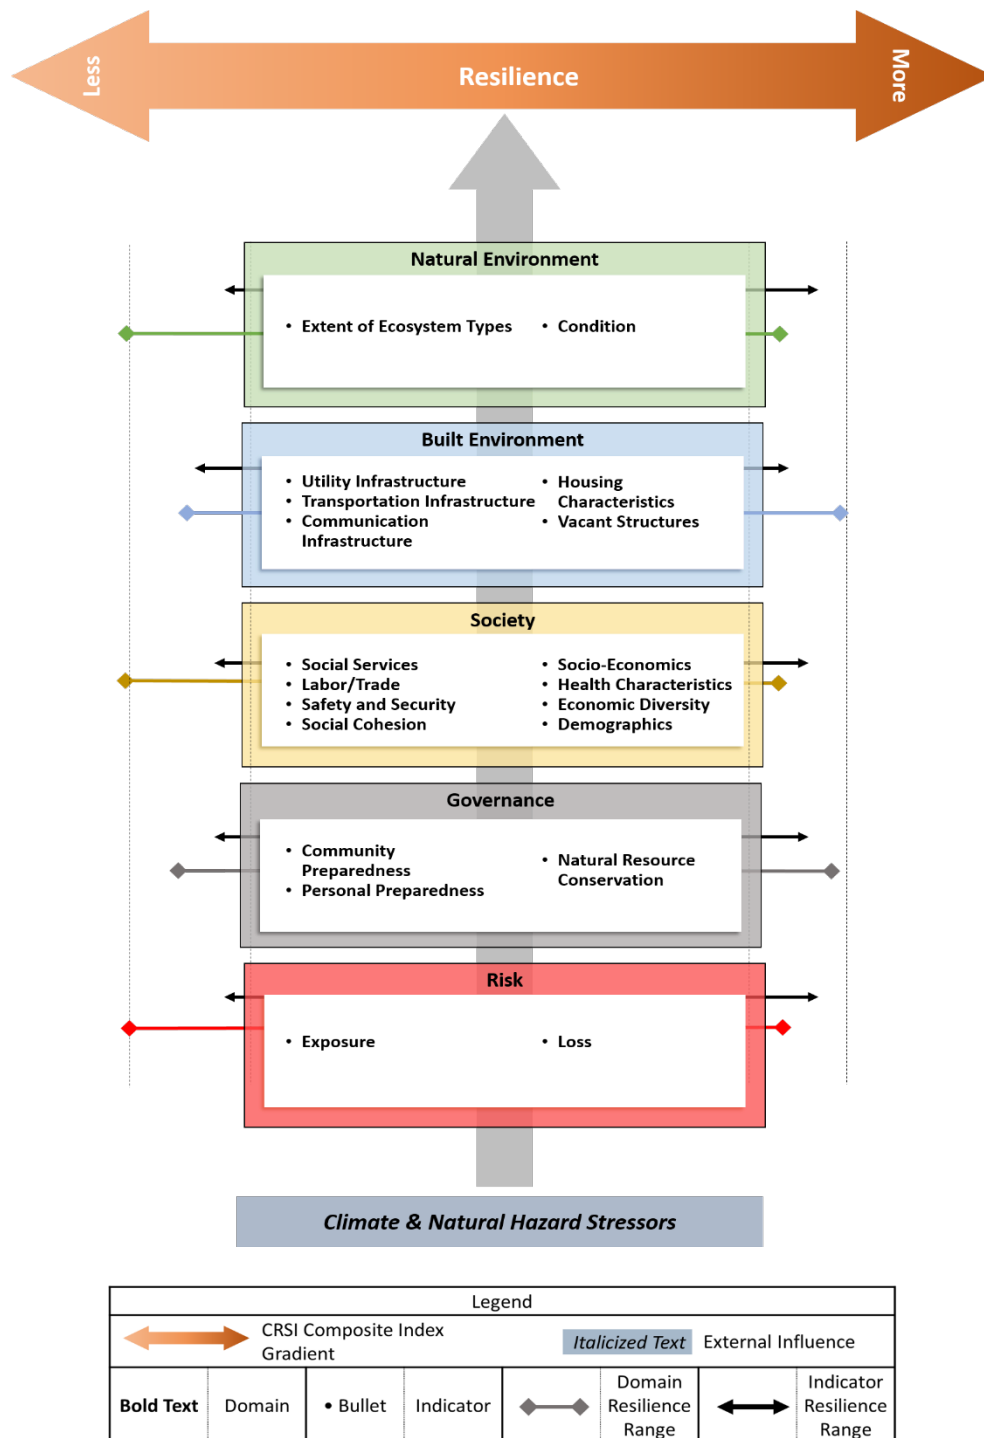 Less
Resilience
More
Natural Environment
• Extent of Ecosystem Types
• Condition
Built Environment
• Utility Infrastructure
• Transportation Infrastructure
• Communication
Infrastructure
• Housing
Characteristics
• Vacant Structures
Society
• Social Services
• Labor/Trade
• Safety and Security
• Social Cohesion
• Socio-Economics
• Health Characteristics
• Economic Diversity
• Demographics
Governance
• Community
Preparedness
• Personal Preparedness
• Natural Resource
Conservation
Risk
• Exposure
• Loss
Climate & Natural Hazard Stressors
Legend
CRSI Composite Index
Gradient
Italicized Text
External Influence
Bold Text
Domain
• Bullet
Indicator
Domain
Resilience
Range
Indicator
Resilience
Range